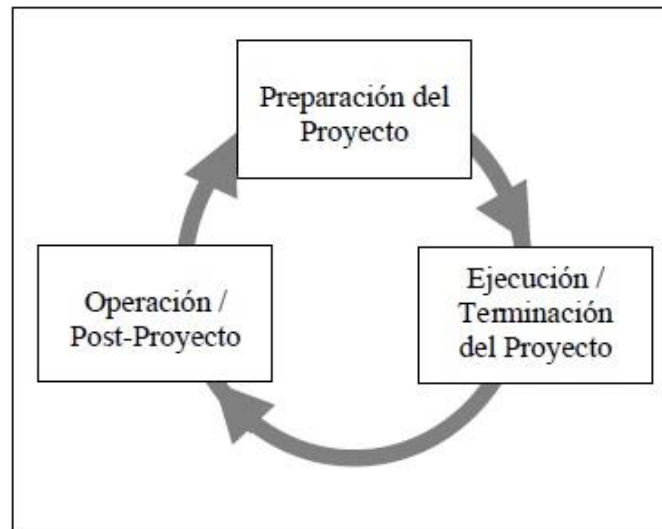 Preparación del
Proyecto
Ejecución /
Terminación
del Proyecto
Operación /
Post-Proyecto